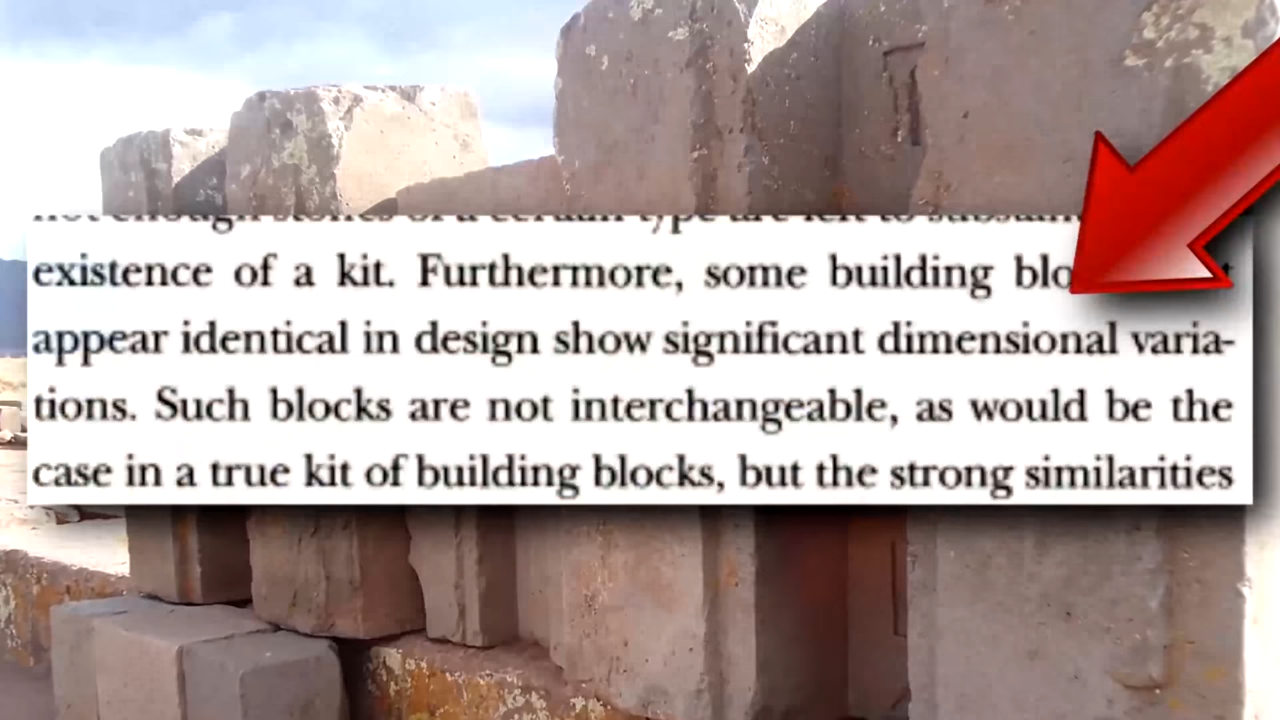 existence of a kit. Furthermore, some building
appear identical in design show significant dimensional varia-
tions. Such blocks are not interchangeable, as would be the
case in a true kit of building blocks, but the strong similarities